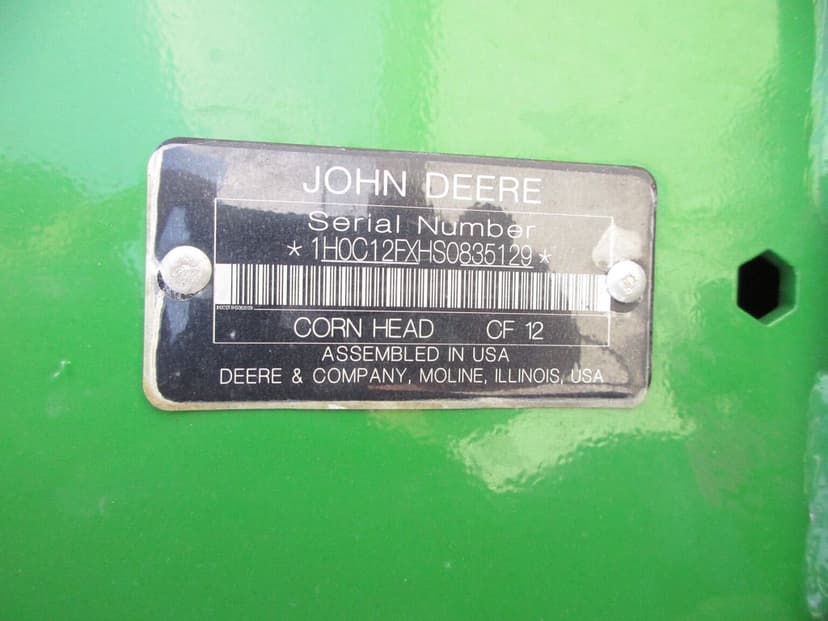 JOHN DEERE
Serial Number
*1H0C12FXHS0835129*
CORN HEAD CF 12
ASSEMBLED IN USA
DEERE & COMPANY, MOLINE, ILLINOIS, USA